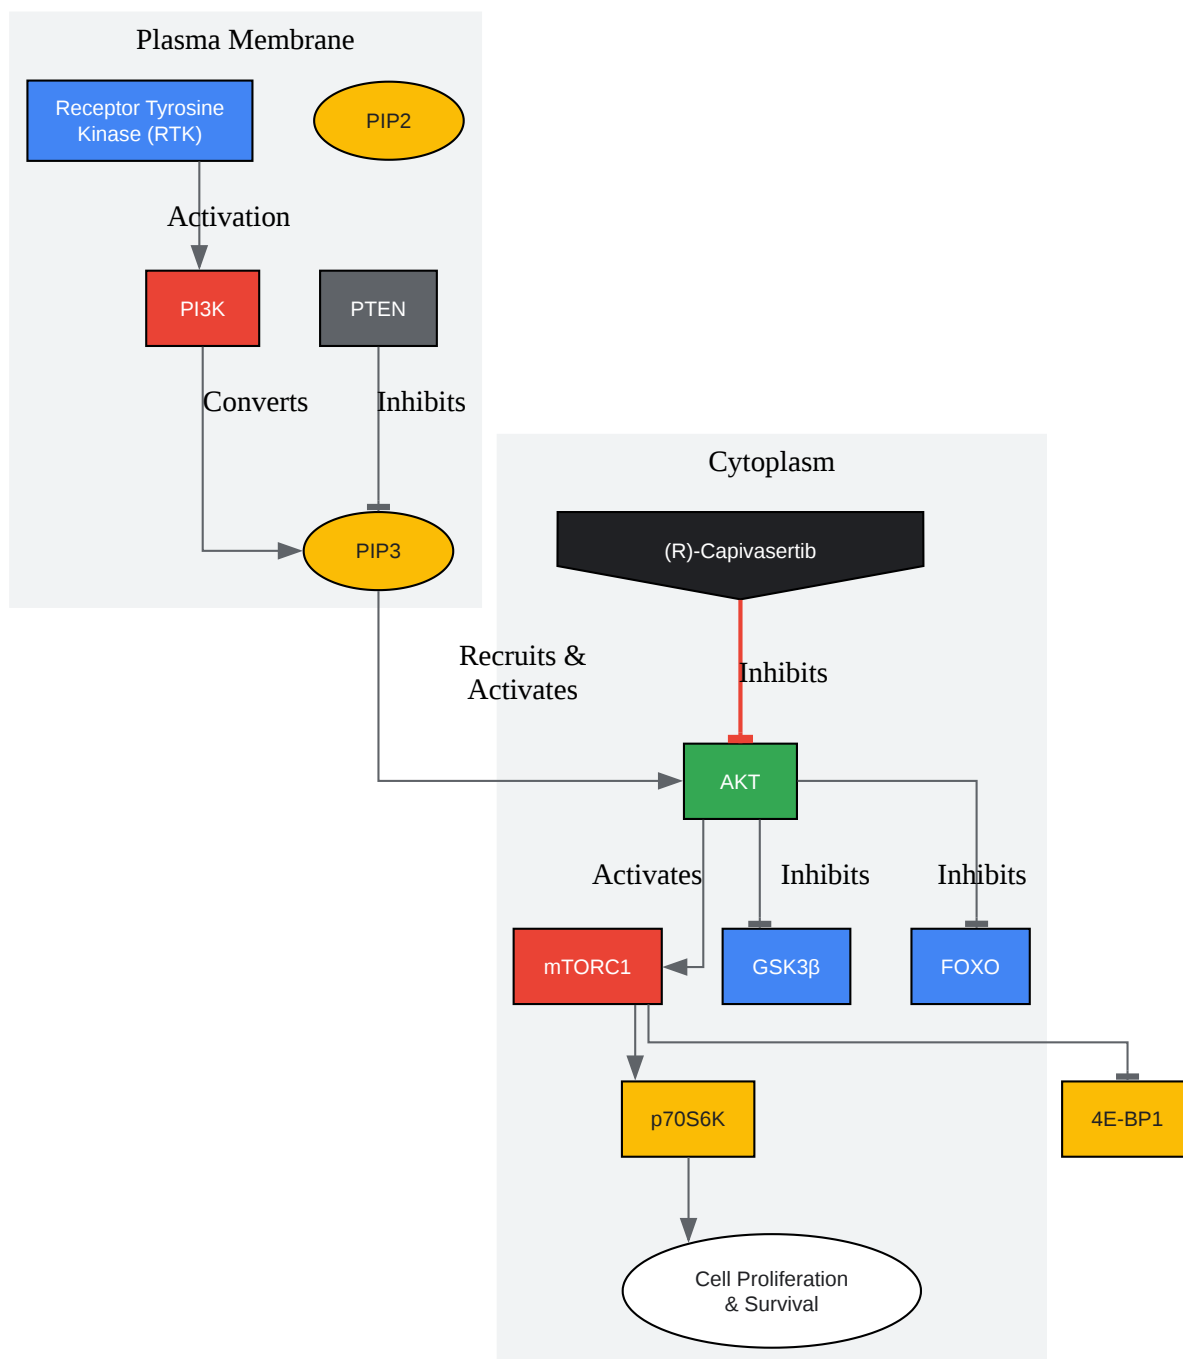 Plasma Membrane
Receptor Tyrosine
Kinase (RTK)
PIP2
Activation
PI3K
PTEN
Converts
Inhibits
PIP3
Cytoplasm
(R)-Capivasertib
Recruits &
Activates
Inhibits
AKT
Activates
Inhibits
Inhibits
mTORC1
GSK3β
FOXO
p70S6K
4E-BP1
Cell Proliferation
& Survival